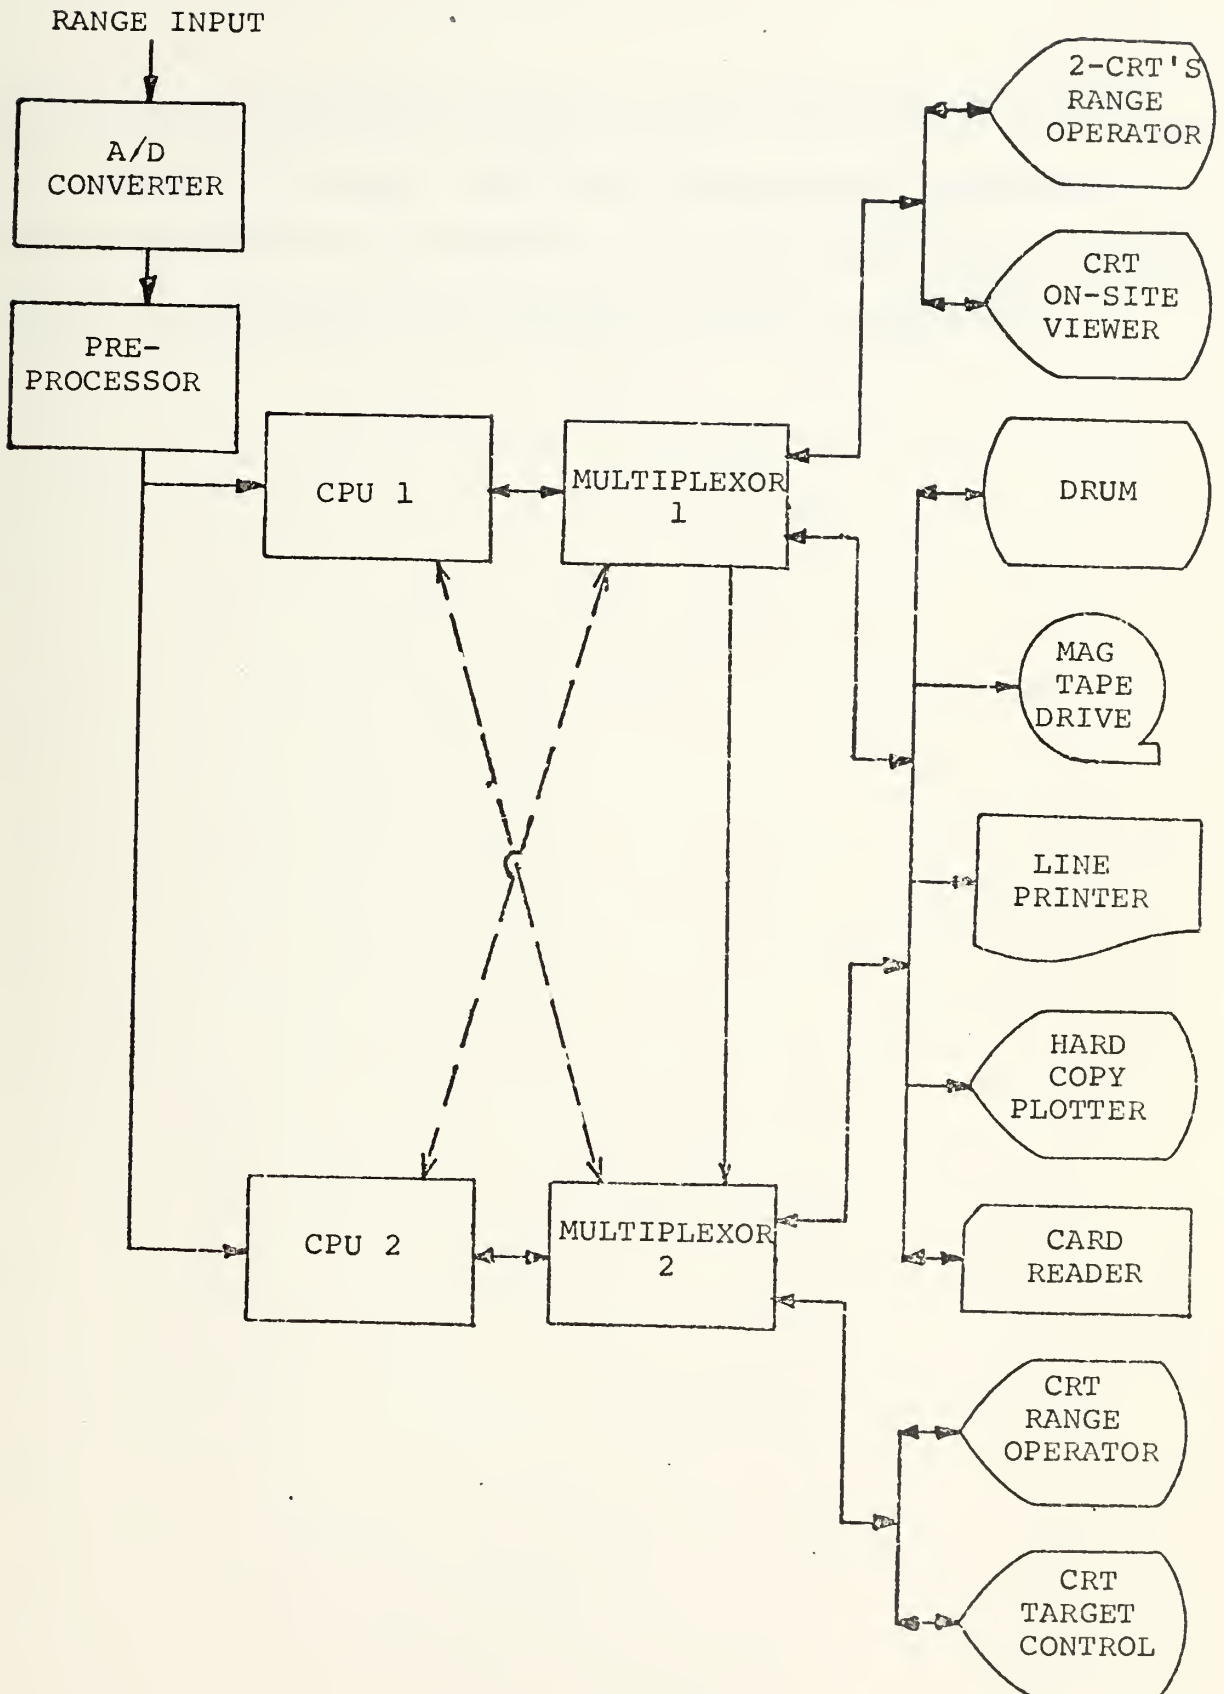 RANGE INPUT
A/D
CONVERTER
PRE-
PROCESSOR
CPU 1
MULTIPLEXOR
1
CPU 2
MULTIPLEXOR
2
2-CRT'S
RANGE
OPERATOR
CRT
ON-SITE
VIEWER
DRUM
MAG
TAPE
DRIVE
LINE
PRINTER
HARD
COPY
PLOTTER
CARD
READER
CRT
RANGE
OPERATOR
CRT
TARGET
CONTROL